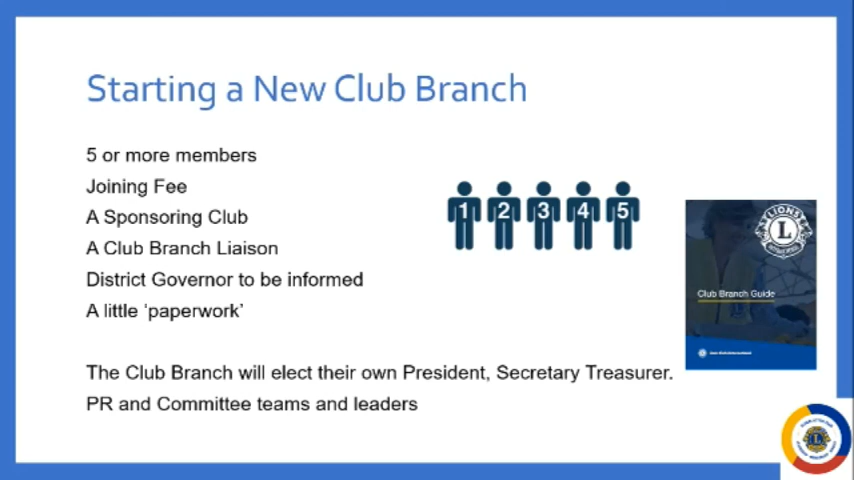 Starting a New Club Branch
5 or more members
Joining Fee
A Sponsoring Club
A Club Branch Liaison
District Governor to be informed
A little ‘paperwork’
1 2 3 4 5
LIONS
L
Club Branch Guide
The Club Branch will elect their own President, Secretary Treasurer.
PR and Committee teams and leaders
L